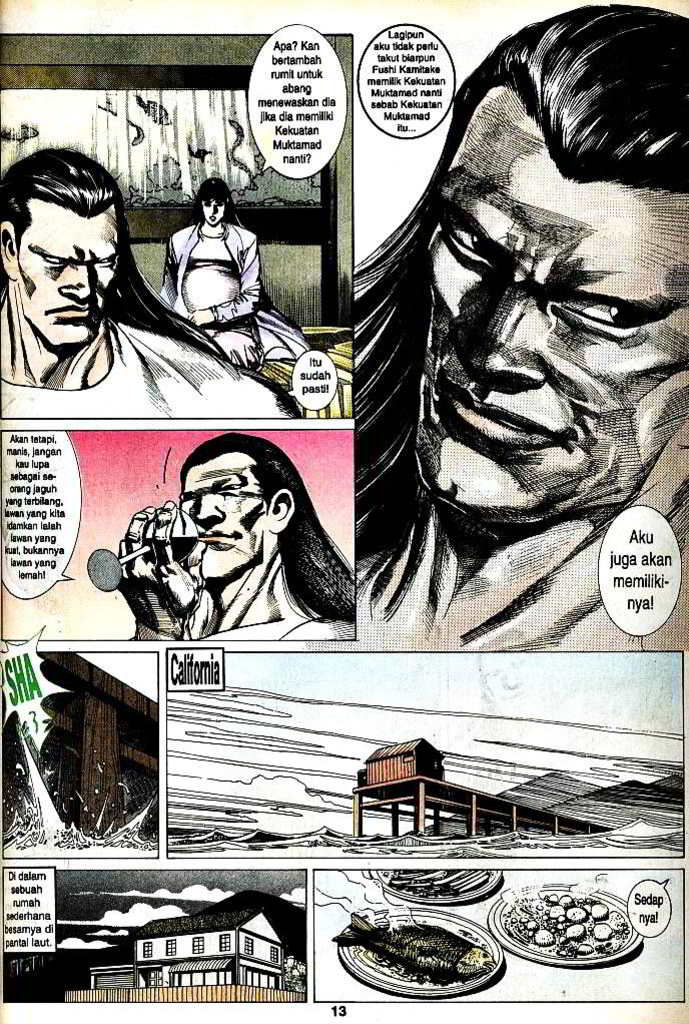 Apa? Kan
bertambah
rumit untuk
abang
menewaskan dia
jika dia memiliki
Kekuatan
Muktamad
nanti?
Itu
sudah
pasti!
Lagipun
aku tidak perlu
takut biarpun
Fushi Kamitake
memilik Kekuatan
Muktamad nanti
sebab Kekuatan
Muktamad
itu...
Aku
juga akan
memiliki-
nya!
Akan tetapi,
manis, jangan
kau lupa
sebagai se-
orang jaguh
yang terbilang,
lawan yang kita
idamkan ialah
lawan yang
kuat, bukannya
lawan yang
lemah!
SHA
California
Di dalam
sebuah
rumah
sederhana
besarnya di
pantai laut.
Sedap
nya!
13